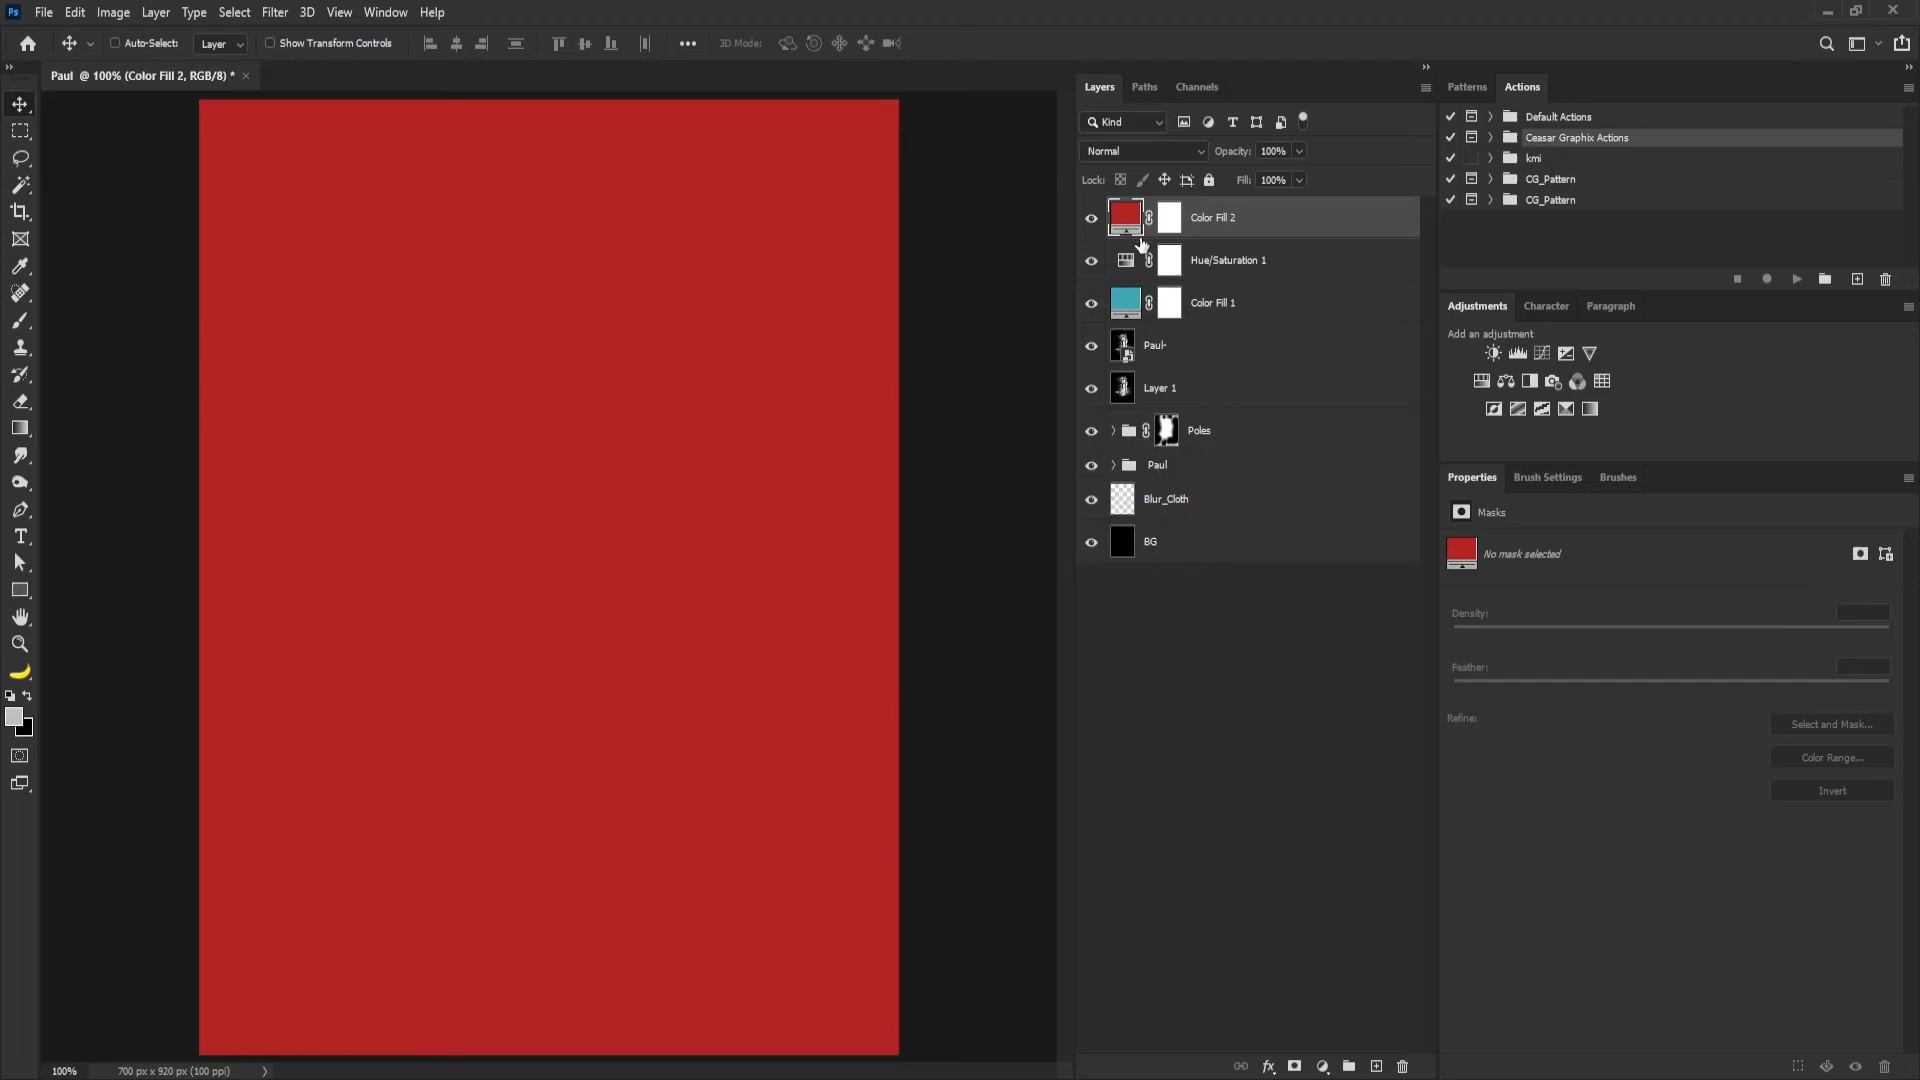 Ps File Edit Image Layer Type Select Filter 3D View Window Help
Auto-Select: Layer Show Transform Controls 3D Mode:
Paul @ 100% (Color Fill 2, RGB/8) * ×
Layers Paths Channels
Kind
Normal Opacity: 100%
Lock: Fill: 100%
Color Fill 2
Hue/Saturation 1
Color Fill 1
Paul-
Layer 1
Poles
Paul
Blur_Cloth
BG
Patterns Actions
Default Actions
Ceasar Graphix Actions
kmi
CG_Pattern
CG_Pattern
Adjustments Character Paragraph
Add an adjustment
Properties Brush Settings Brushes
Masks
No mask selected
Density:
Feather:
Refine:
Select and Mask...
Color Range...
Invert
100% 700 px x 920 px (100 ppi)